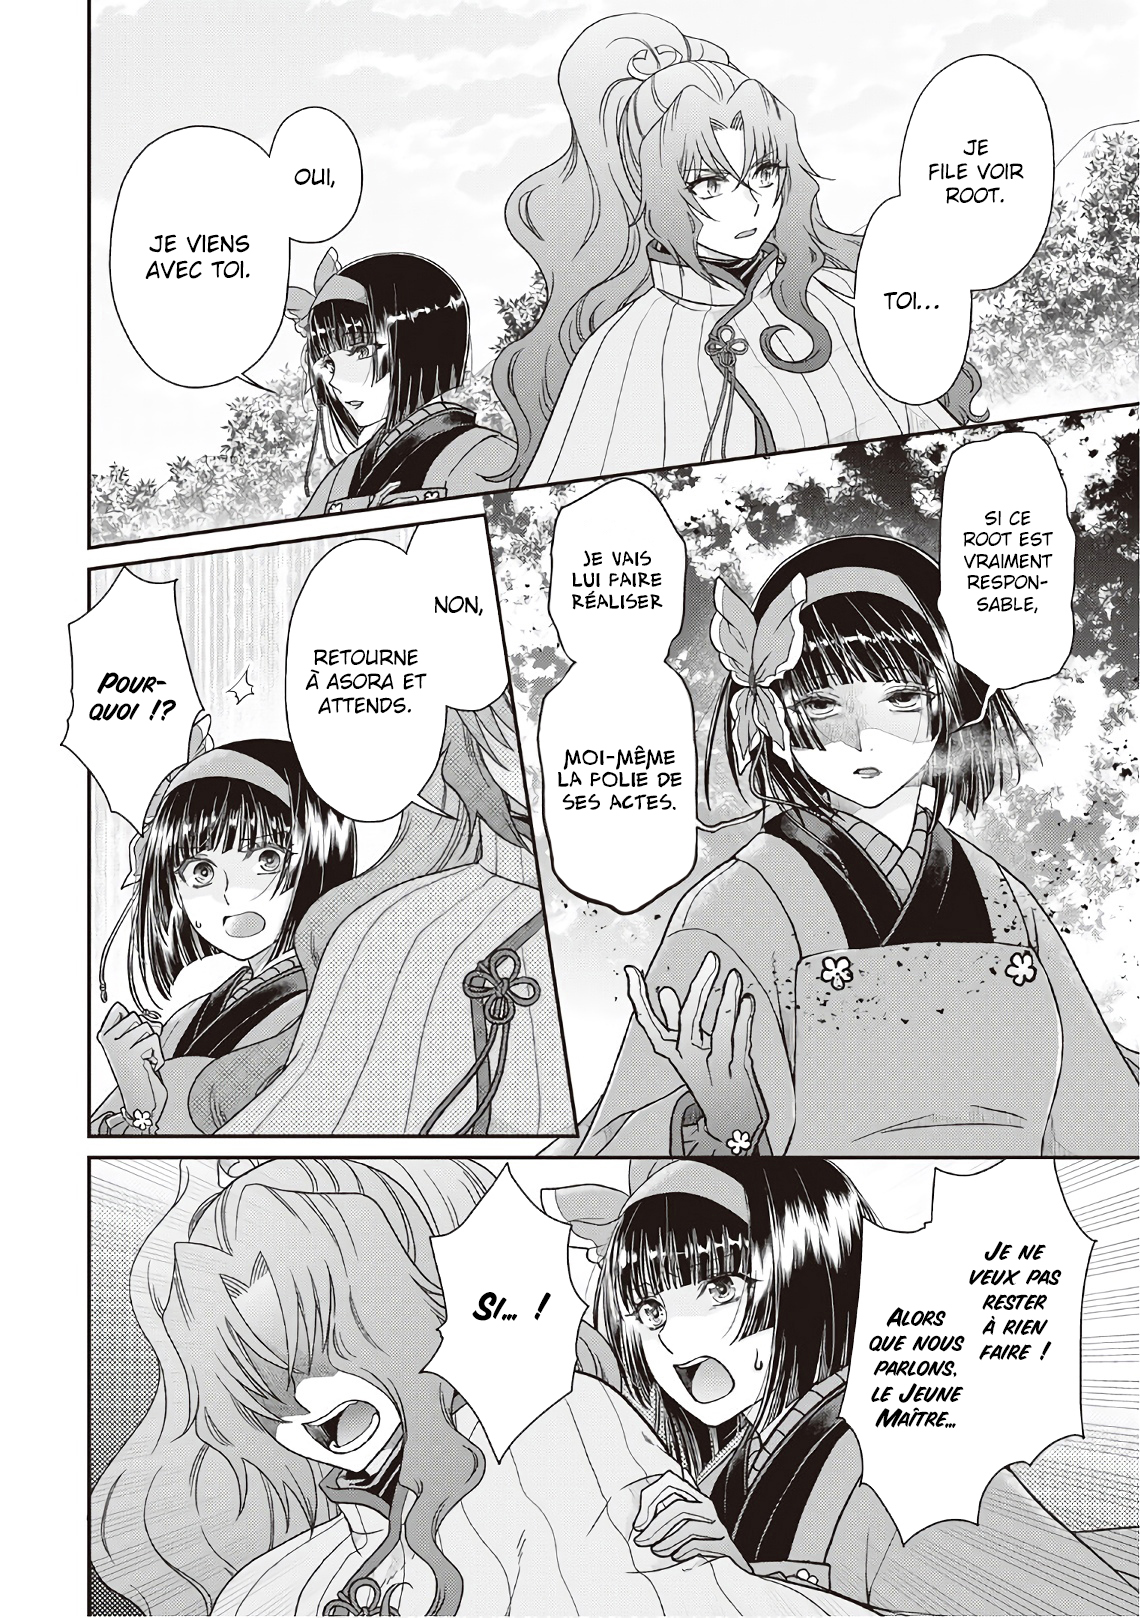 JE
FILE VOIR
ROOT.
TOI...
OUI,
JE VIENS
AVEC TOI.
SI CE
ROOT EST
VRAIMENT
RESPON-
SABLE,
JE VAIS
LUI FAIRE
RÉALISER
MOI-MÊME
LA FOLIE DE
SES ACTES.
NON,
RETOURNE
À ASORA ET
ATTENDS.
POUR-
QUOI !?
JE NE
VEUX PAS
RESTER
À RIEN
FAIRE !
ALORS
QUE NOUS
PARLONS,
LE JEUNE
MAÎTRE...
SI... !